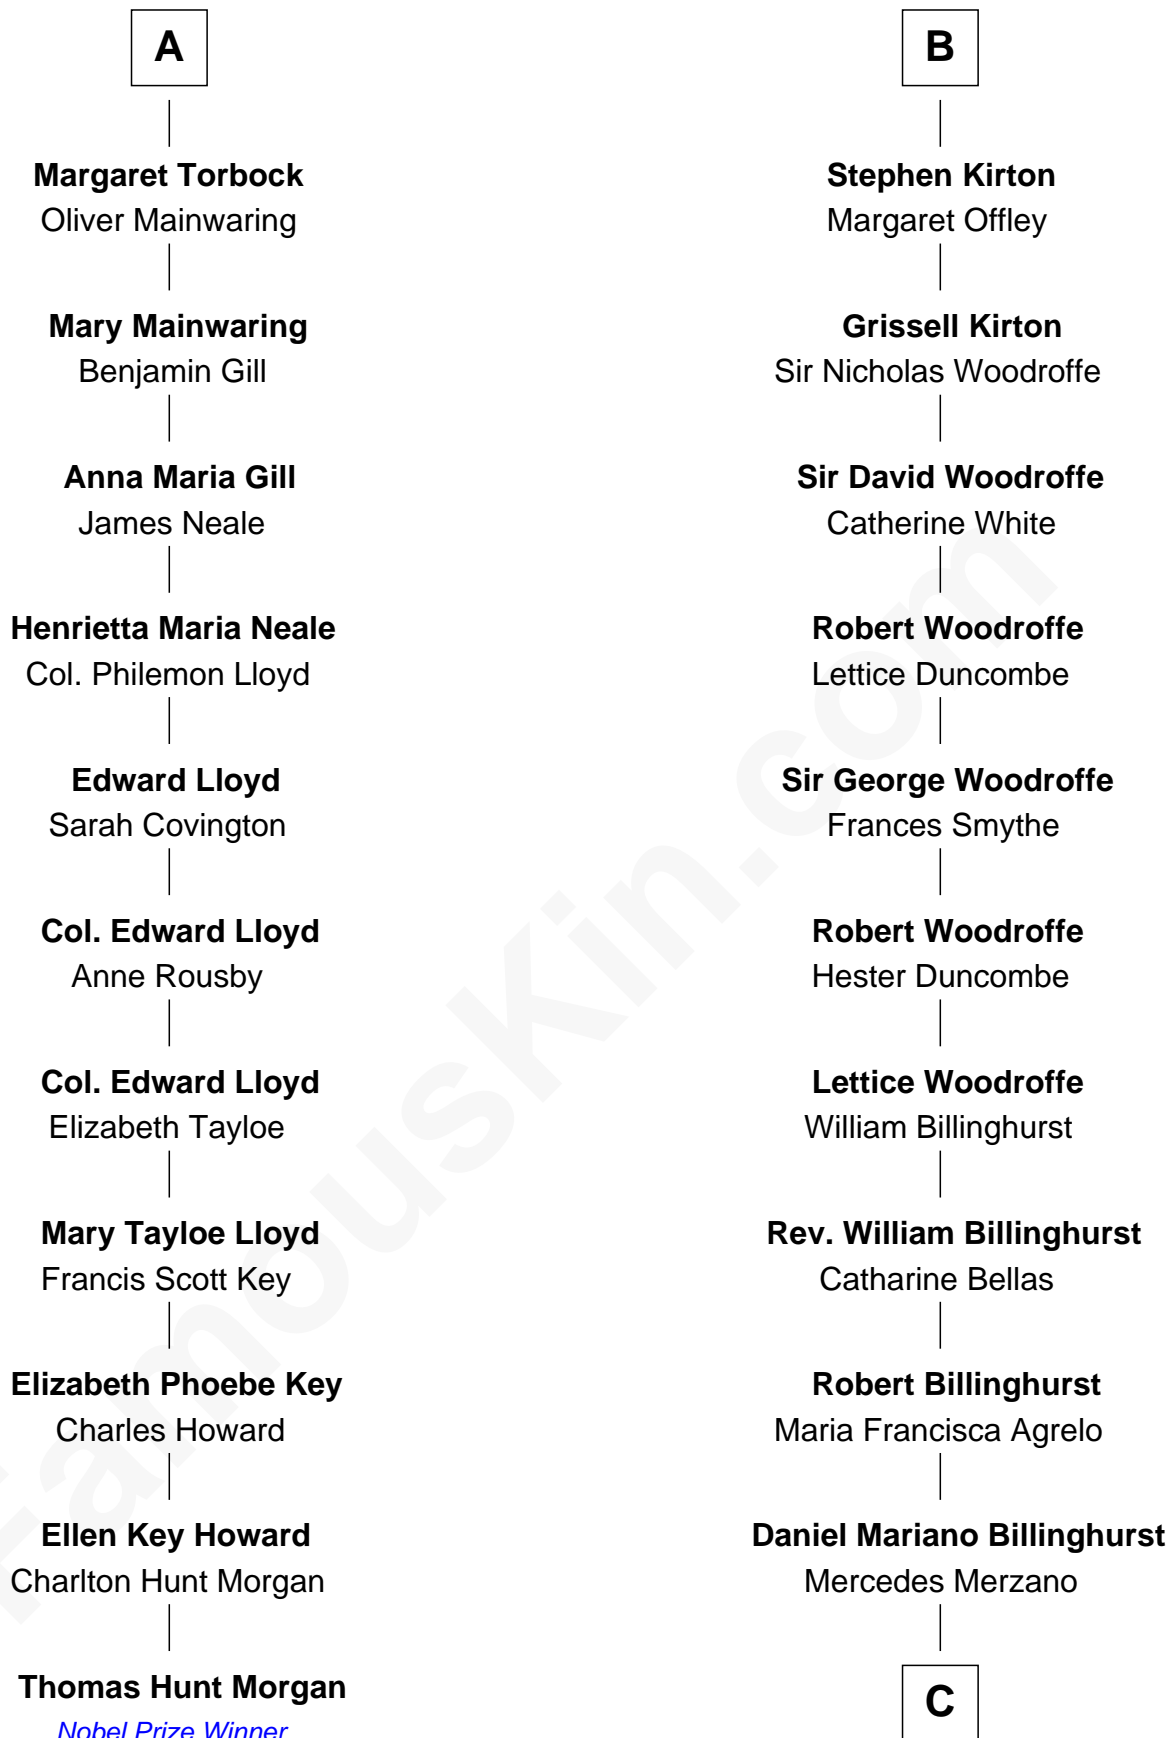 A
Margaret Torbock
Oliver Mainwaring
Mary Mainwaring
Benjamin Gill
Anna Maria Gill
James Neale
Henrietta Maria Neale
Col. Philemon Lloyd
Edward Lloyd
Sarah Covington
Col. Edward Lloyd
Anne Rousby
Col. Edward Lloyd
Elizabeth Tayloe
Mary Tayloe Lloyd
Francis Scott Key
Elizabeth Phoebe Key
Charles Howard
Ellen Key Howard
Charlton Hunt Morgan
Thomas Hunt Morgan
Nobel Prize Winner
B
Stephen Kirton
Margaret Offley
Grissell Kirton
Sir Nicholas Woodroffe
Sir David Woodroffe
Catherine White
Robert Woodroffe
Lettice Duncombe
Sir George Woodroffe
Frances Smythe
Robert Woodroffe
Hester Duncombe
Lettice Woodroffe
William Billinghurst
Rev. William Billinghurst
Catharine Bellas
Robert Billinghurst
Maria Francisca Agrelo
Daniel Mariano Billinghurst
Mercedes Merzano
C
FamousKin.com